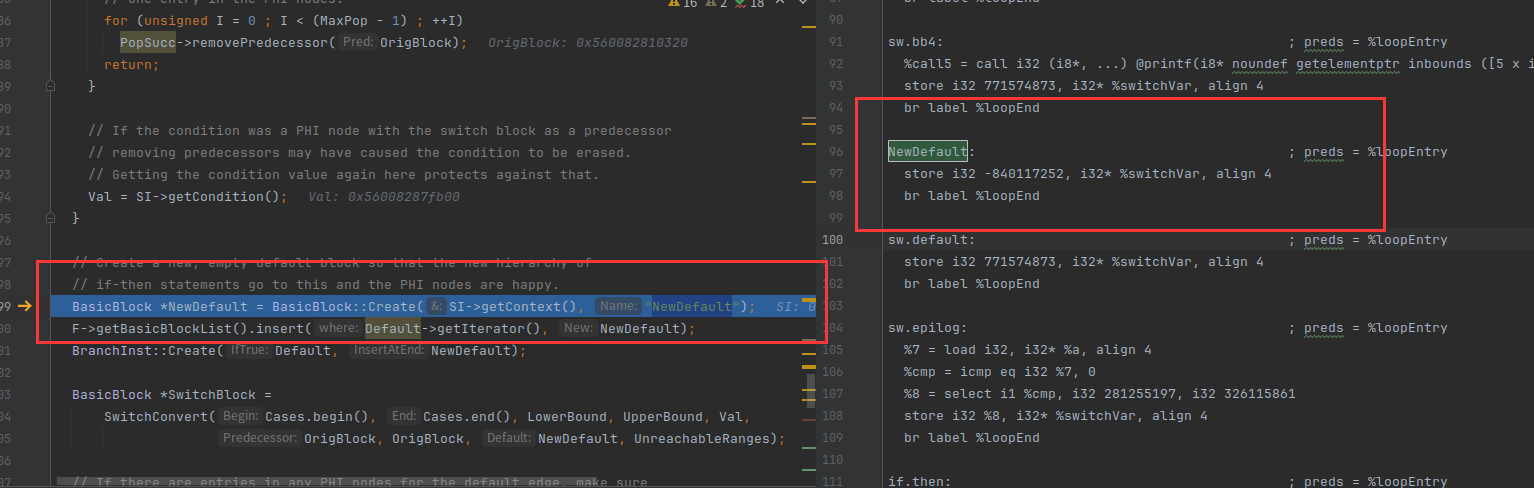 // one entry in the PHI nodes.
86 for (unsigned I = 0 ; I < (MaxPop - 1) ; ++I)
87 PopSucc->removePredecessor( Pred: OrigBlock); OrigBlock: 0x560082810320
88 return;
89 }
90
91 // If the condition was a PHI node with the switch block as a predecessor
92 // removing predecessors may have caused the condition to be erased.
93 // Getting the condition value again here protects against that.
94 Val = SI->getCondition(); Val: 0x56008287fb00
95 }
96
97 // Create a new, empty default block so that the new hierarchy of
98 // if-then statements go to this and the PHI nodes are happy.
99 BasicBlock *NewDefault = BasicBlock::Create( &: SI->getContext(), Name: "NewDefault"); SI: 0
00 F->getBasicBlockList().insert( where: Default->getIterator(), New: NewDefault);
01 BranchInst::Create( IfTrue: Default, InsertAtEnd: NewDefault);
02
03 BasicBlock *SwitchBlock =
04 SwitchConvert( Begin: Cases.begin(), End: Cases.end(), LowerBound, UpperBound, Val,
05 Predecessor: OrigBlock, OrigBlock, Default: NewDefault, UnreachableRanges);
06
07 // If there are entries in any PHI nodes for the default edge, make sure
16 2 18
br label %loopEnd
90
91 sw.bb4: ; preds = %loopEntry
92 %call5 = call i32 (i8*, ...) @printf(i8* noundef getelementptr inbounds ([5 x i
93 store i32 771574873, i32* %switchVar, align 4
94 br label %loopEnd
95
96 NewDefault: ; preds = %loopEntry
97 store i32 -840117252, i32* %switchVar, align 4
98 br label %loopEnd
99
100 sw.default: ; preds = %loopEntry
101 store i32 771574873, i32* %switchVar, align 4
102 br label %loopEnd
103
104 sw.epilog: ; preds = %loopEntry
105 %7 = load i32, i32* %a, align 4
106 %cmp = icmp eq i32 %7, 0
107 %8 = select i1 %cmp, i32 281255197, i32 326115861
108 store i32 %8, i32* %switchVar, align 4
109 br label %loopEnd
110
111 if.then: ; preds = %loopEntry